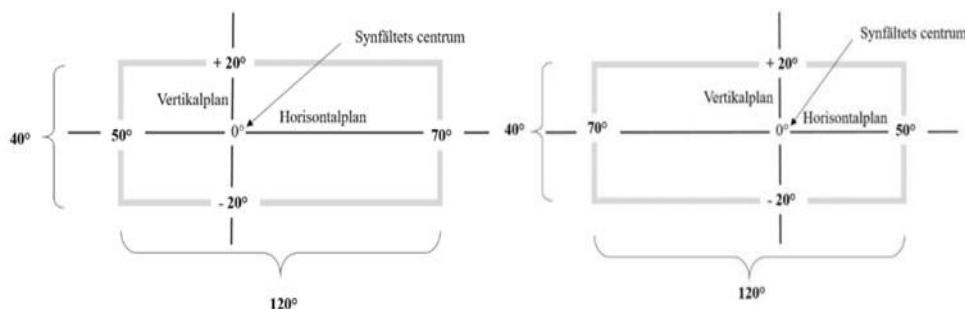 Synfältets centrum
+ 20°
Vertikalplan
Horisontalplan
40°
50°
0°
70°
- 20°
120°
Synfältets centrum
+ 20°
Vertikalplan
Horisontalplan
40°
70°
0°
50°
- 20°
120°